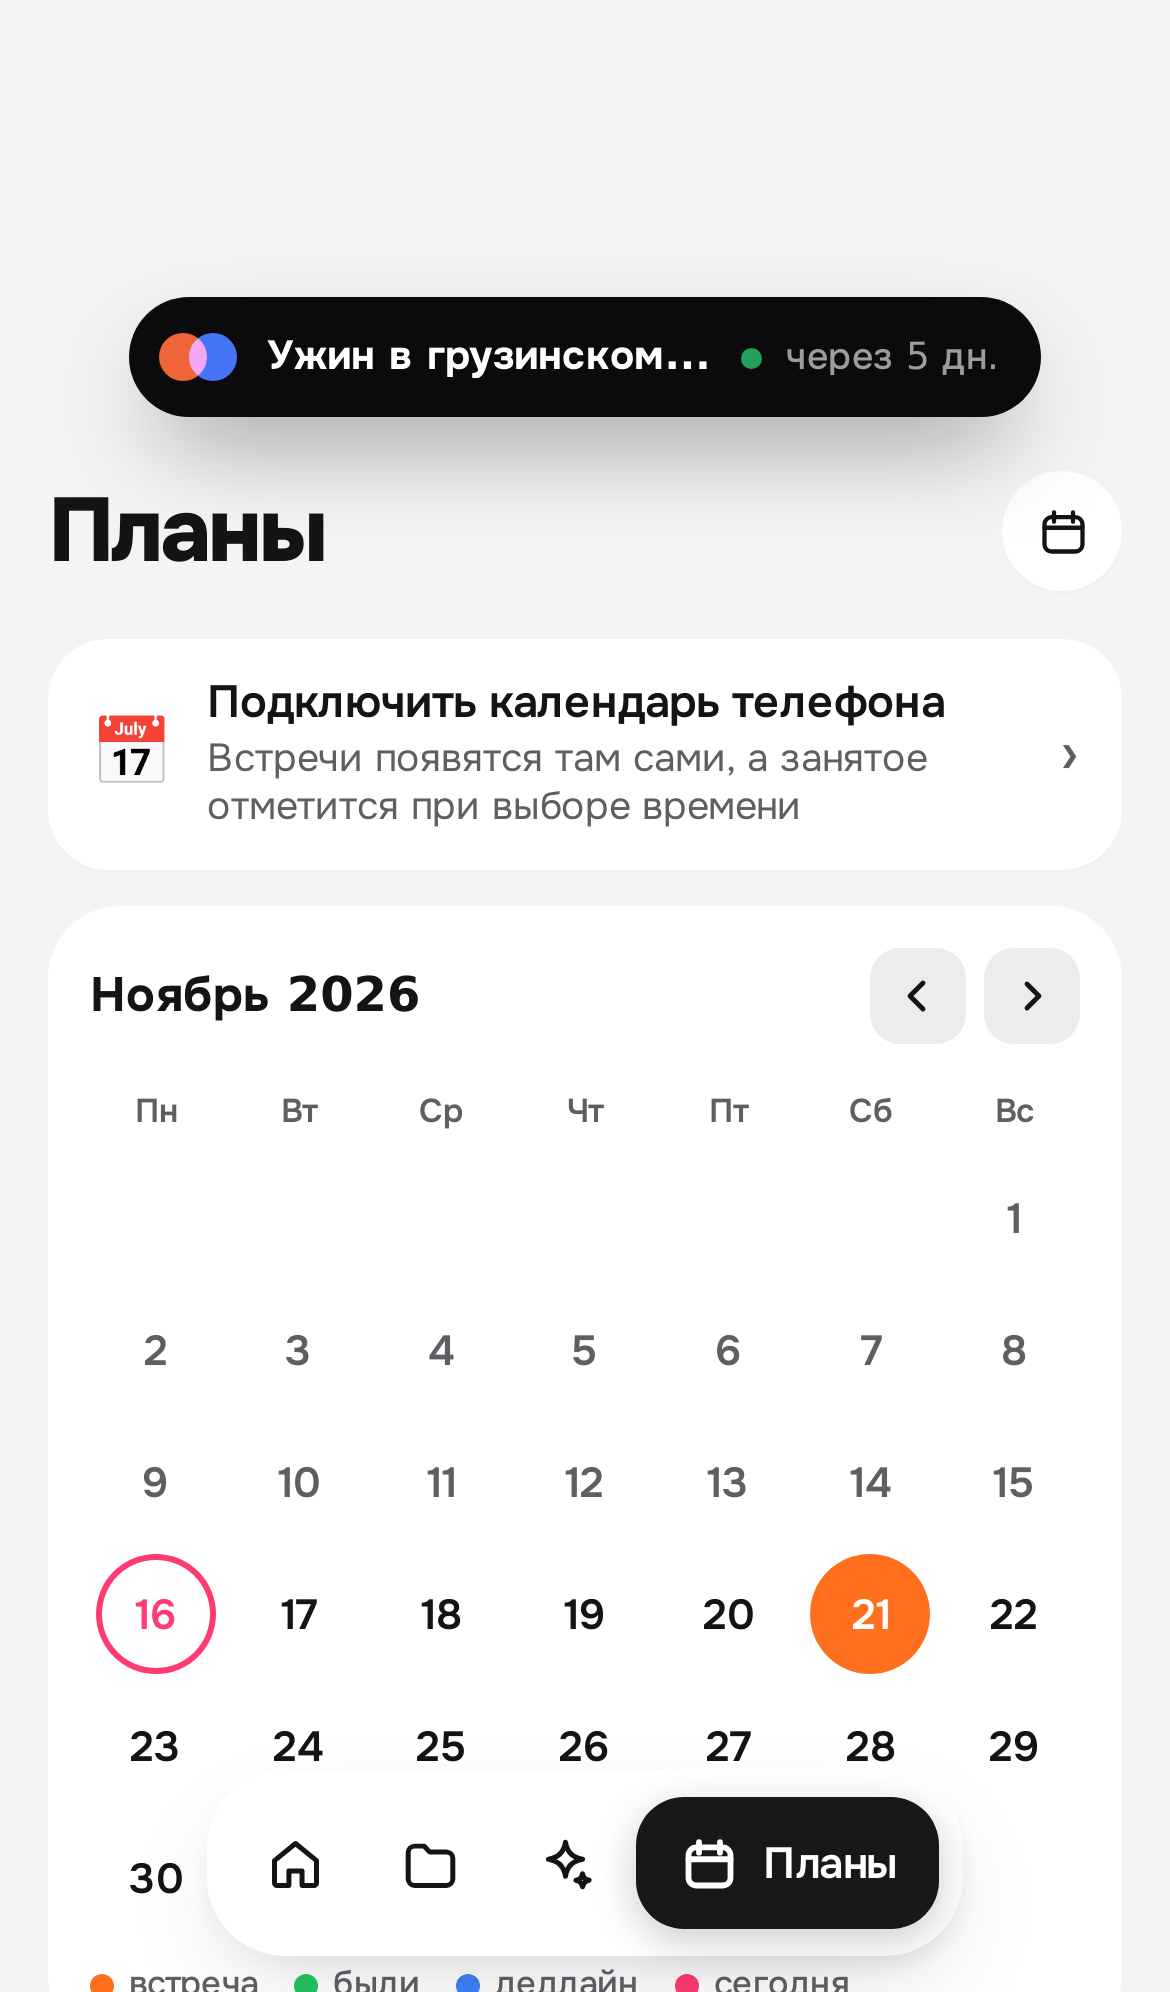 Ужин в грузинском... через 5 дн.
Планы
July
17
Подключить календарь телефона
Встречи появятся там сами, а занятое
отметится при выборе времени
Ноябрь 2026
Пн Вт Ср Чт Пт Сб Вс
1
2 3 4 5 6 7 8
9 10 11 12 13 14 15
16 17 18 19 20 21 22
23 24 25 26 27 28 29
30
Планы
встреча были дедлайн сегодня